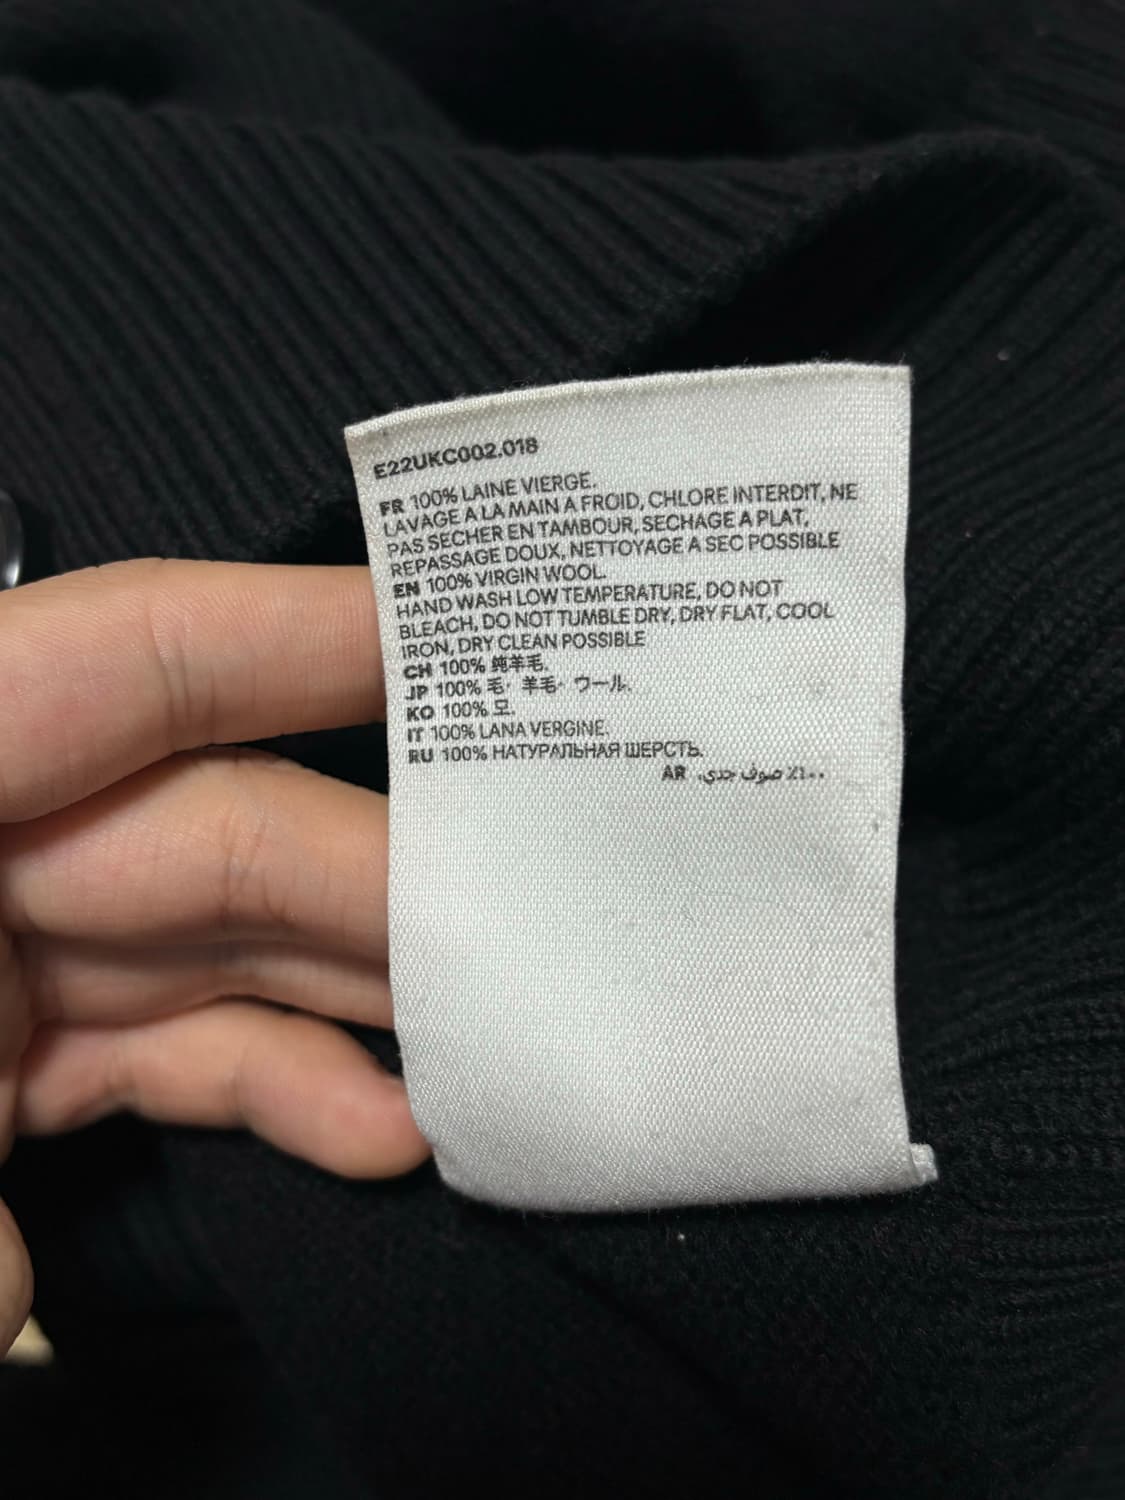 E22UKC002.018
FR 100% LAINE VIERGE.
LAVAGE A LA MAIN A FROID, CHLORE INTERDIT, NE
PAS SECHER EN TAMBOUR, SECHAGE A PLAT,
REPASSAGE DOUX, NETTOYAGE A SEC POSSIBLE
EN 100% VIRGIN WOOL.
HAND WASH LOW TEMPERATURE, DO NOT
BLEACH, DO NOT TUMBLE DRY, DRY FLAT, COOL
IRON, DRY CLEAN POSSIBLE
CH 100% 纯羊毛.
JP 100% 毛· 羊毛· ウール.
KO 100% 모.
IT 100% LANA VERGINE.
RU 100% НАТУРАЛЬНАЯ ШЕРСТЬ.
AR ٪١٠٠ صوف جدي.